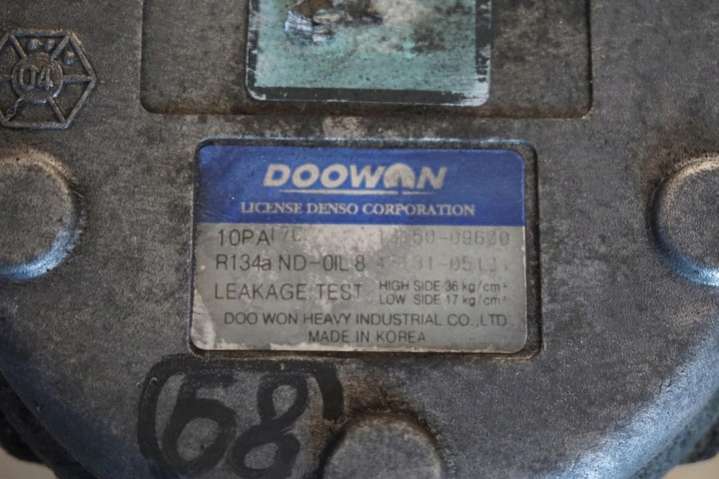 04
DOOWON
LICENSE DENSO CORPORATION
10PA17C
R134a ND-OIL 8
LEAKAGE TEST HIGH SIDE 36 kg/cm²
LOW SIDE 17 kg/cm²
DOO WON HEAVY INDUSTRIAL CO., LTD
MADE IN KOREA
68